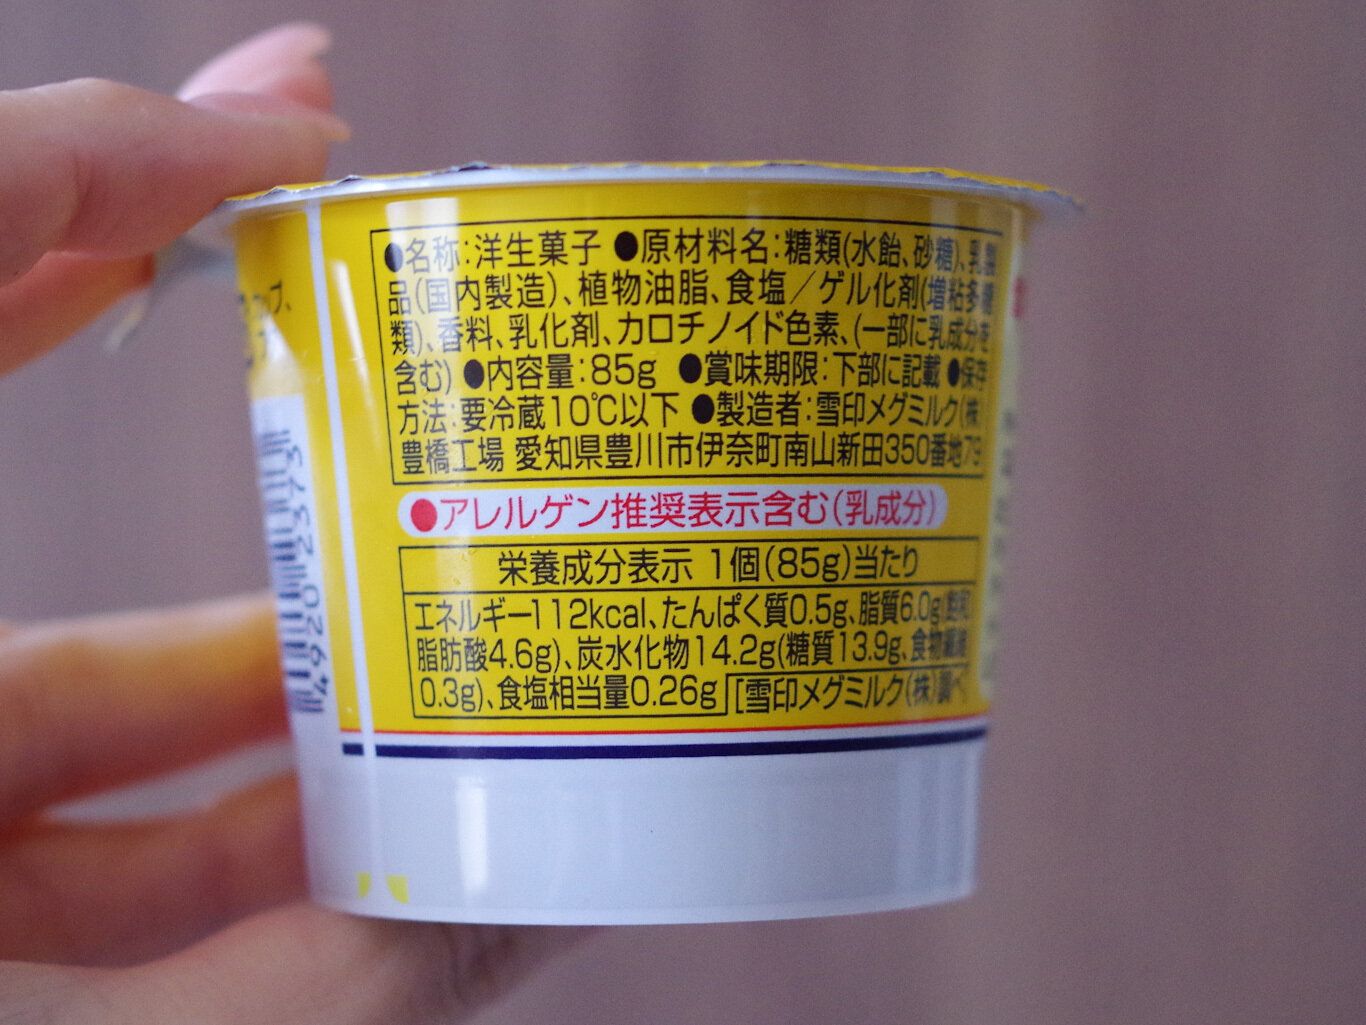 ●名称:洋生菓子 ●原材料名:糖類(水飴、砂糖)、乳製
品(国内製造)、植物油脂、食塩/ゲル化剤(増粘多糖
類)、香料、乳化剤、カロチノイド色素、(一部に乳成分を
含む) ●内容量:85g ●賞味期限:下部に記載 ●保存
方法:要冷蔵10℃以下 ●製造者:雪印メグミルク(株)
豊橋工場 愛知県豊川市伊奈町南山新田350番地79
●アレルゲン推奨表示含む(乳成分)
栄養成分表示 1個(85g)当たり
エネルギー112kcal、たんぱく質0.5g、脂質6.0g(飽和
脂肪酸4.6g)、炭水化物14.2g(糖質13.9g、食物繊維
0.3g)、食塩相当量0.26g [雪印メグミルク(株)調べ]